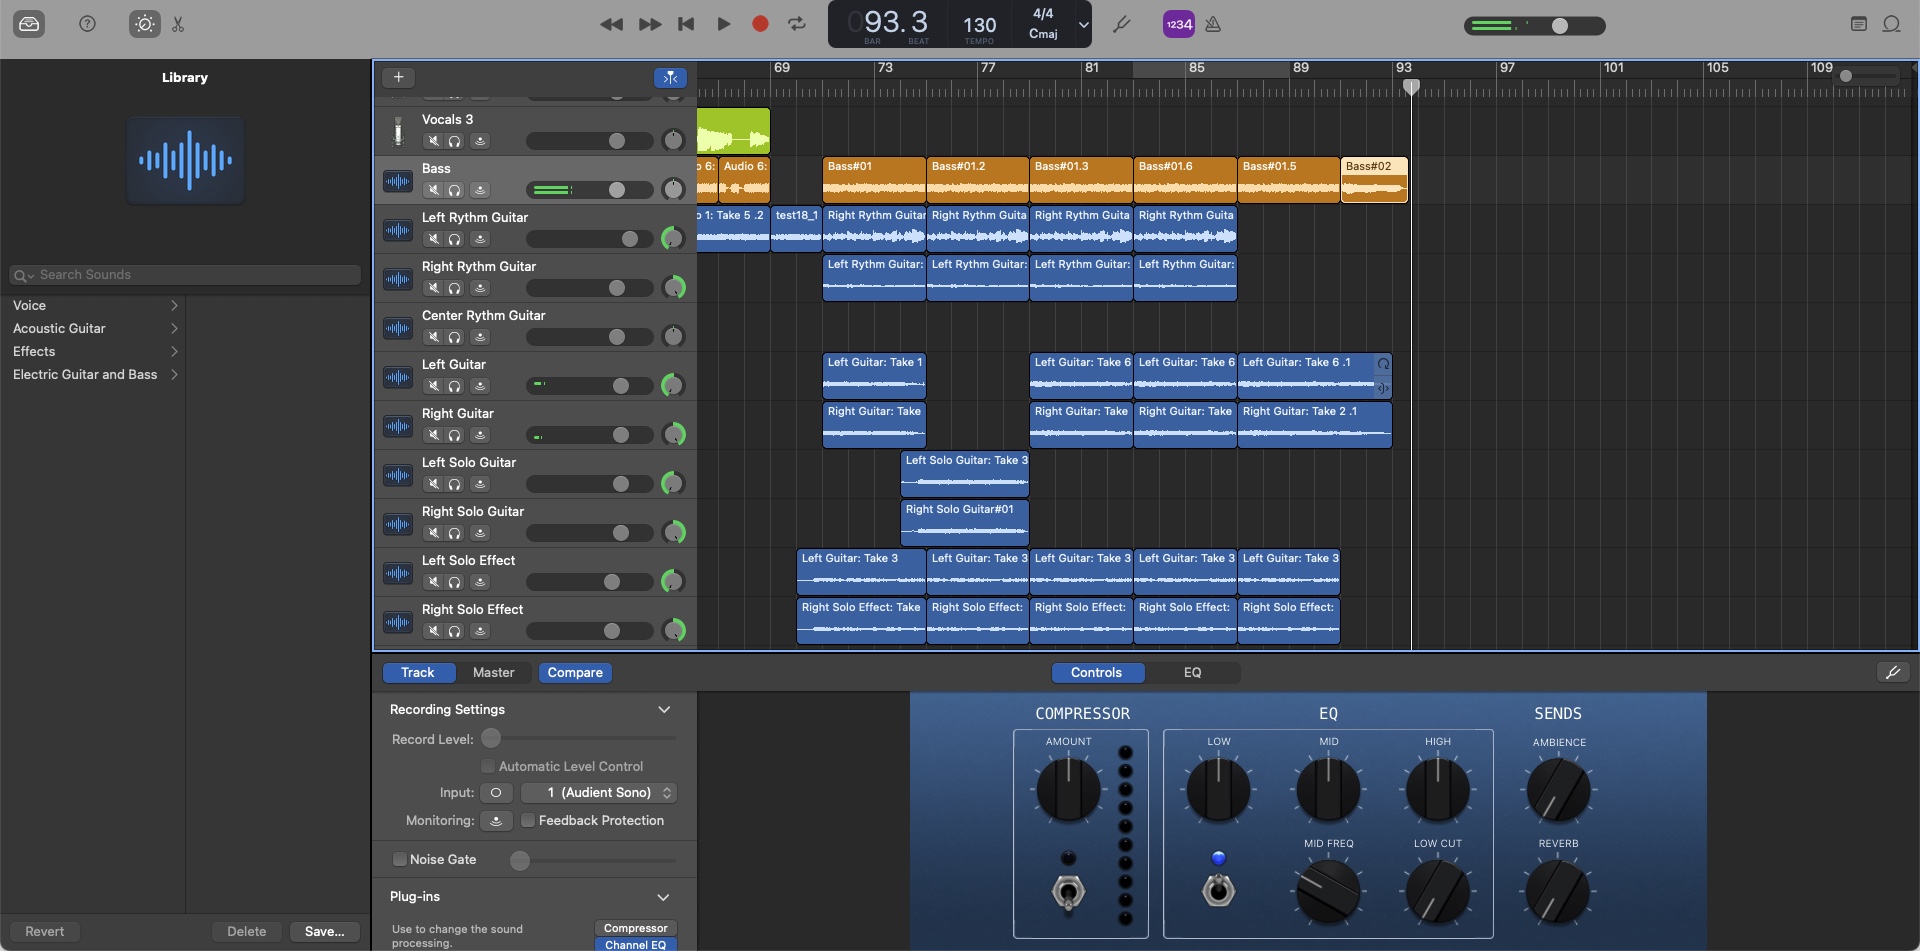 093.3
BAR BEAT
130
TEMPO
4/4
Cmaj
1234
Library
Search Sounds
Voice
Acoustic Guitar
Effects
Electric Guitar and Bass
Revert
Delete
Save...
69 73 77 81 85 89 93 97 101 105 109
Vocals 3
Bass
6: Audio 6: Bass#01 Bass#01.2 Bass#01.3 Bass#01.6 Bass#01.5 Bass#02
Left Rythm Guitar
1: Take 5 .2 test18_1 Right Rythm Guitar Right Rythm Guita Right Rythm Guita Right Rythm Guita
Right Rythm Guitar
Left Rythm Guitar: Left Rythm Guitar: Left Rythm Guitar: Left Rythm Guitar:
Center Rythm Guitar
Left Guitar
Left Guitar: Take 1 Left Guitar: Take 6 Left Guitar: Take 6 Left Guitar: Take 6 .1
Right Guitar
Right Guitar: Take Right Guitar: Take Right Guitar: Take Right Guitar: Take 2 .1
Left Solo Guitar
Left Solo Guitar: Take 3
Right Solo Guitar
Right Solo Guitar#01
Left Solo Effect
Left Guitar: Take 3 Left Guitar: Take 3 Left Guitar: Take 3 Left Guitar: Take 3 Left Guitar: Take 3
Right Solo Effect
Right Solo Effect: Take Right Solo Effect: Right Solo Effect: Right Solo Effect: Right Solo Effect:
Track Master Compare
Controls EQ
Recording Settings
Record Level:
Automatic Level Control
Input: 1 (Audient Sono)
Monitoring: Feedback Protection
Noise Gate
Plug-ins
Use to change the sound
processing.
Compressor
Channel EQ
COMPRESSOR
AMOUNT
EQ
LOW MID HIGH
MID FREQ LOW CUT
SENDS
AMBIENCE
REVERB